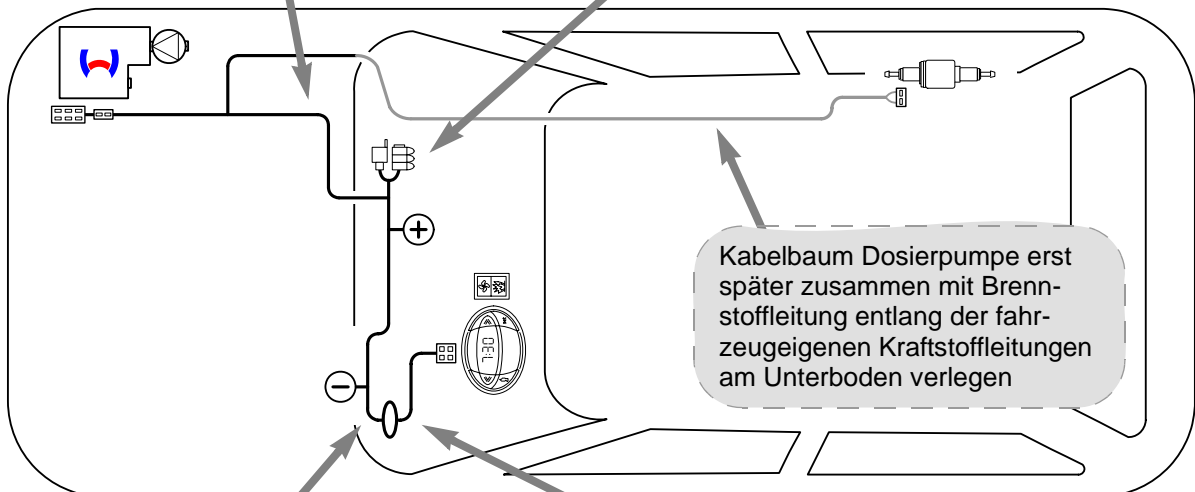 +
Kabelbaum Dosierpumpe erst
später zusammen mit Brenn-
stoffleitung entlang der fahr-
zeugeigenen Kraftstoffleitungen
am Unterboden verlegen
−